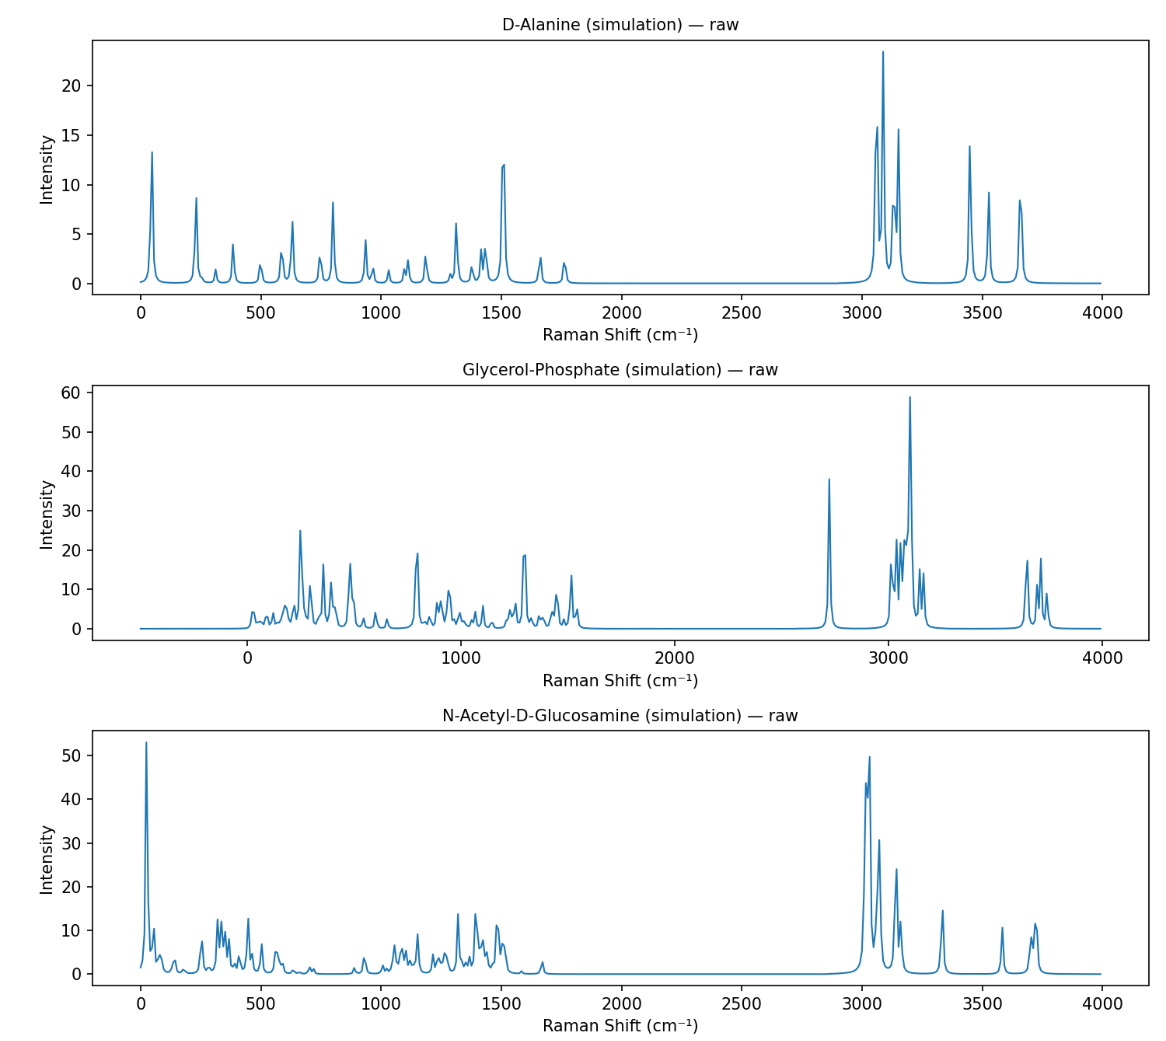 D-Alanine (simulation) — raw
Intensity
20
15
10
5
0
0 500 1000 1500 2000 2500 3000 3500 4000
Raman Shift (cm⁻¹)
Glycerol-Phosphate (simulation) — raw
Intensity
60
50
40
30
20
10
0
0 1000 2000 3000 4000
Raman Shift (cm⁻¹)
N-Acetyl-D-Glucosamine (simulation) — raw
Intensity
50
40
30
20
10
0
0 500 1000 1500 2000 2500 3000 3500 4000
Raman Shift (cm⁻¹)